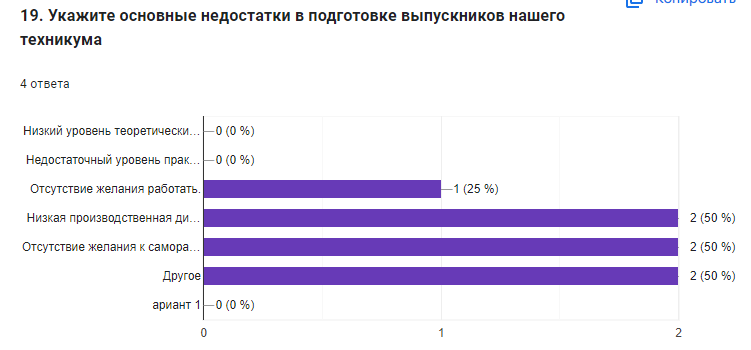 Копировать
19. Укажите основные недостатки в подготовке выпускников нашего
техникума
4 ответа
Низкий уровень теоретически... 0 (0 %)
Недостаточный уровень прак... 0 (0 %)
Отсутствие желания работать. 1 (25 %)
Низкая производственная ди... 2 (50 %)
Отсутствие желания к самора... 2 (50 %)
Другое 2 (50 %)
ариант 1 0 (0 %)
0 1 2